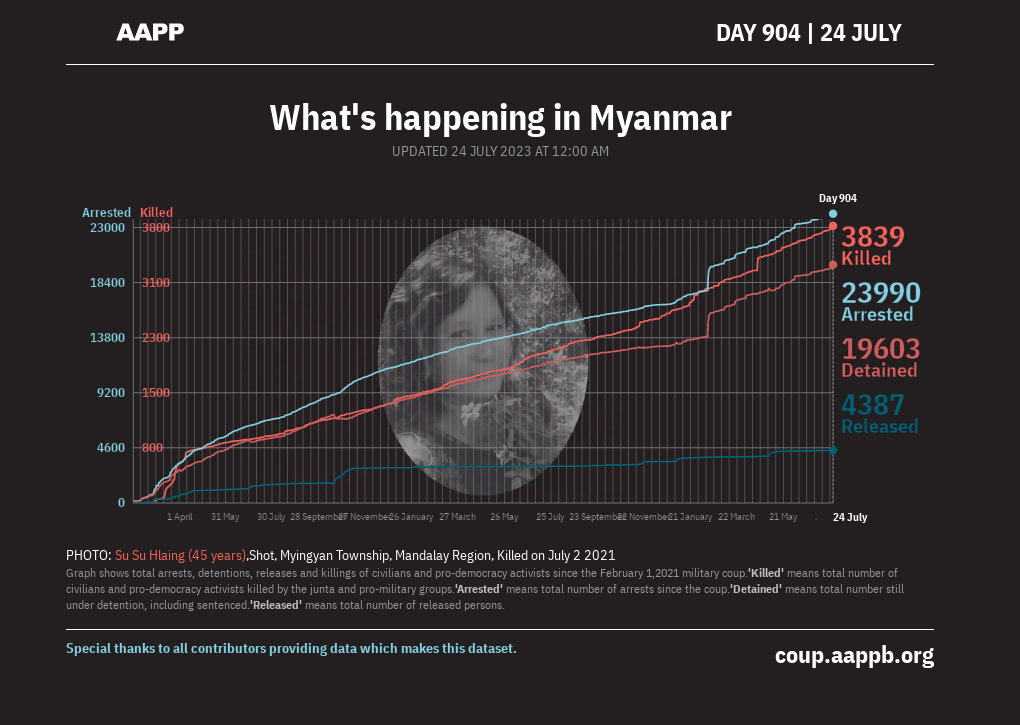 AAPP
DAY 904 | 24 JULY
What's happening in Myanmar
UPDATED 24 JULY 2023 AT 12:00 AM
Day 904
Arrested Killed
23000 3800
18400 3100
13800 2300
9200 1500
4600 800
0
3839
Killed
23990
Arrested
19603
Detained
4387
Released
1 April 31 May 30 July 28 September 27 November 26 January 27 March 26 May 25 July 23 September 22 November 21 January 22 March 21 May 24 July
PHOTO: Su Su Hlaing (45 years),Shot, Myingyan Township, Mandalay Region, Killed on July 2 2021
Graph shows total arrests, detentions, releases and killings of civilians and pro-democracy activists since the February 1,2021 military coup.'Killed' means total number of
civilians and pro-democracy activists killed by the junta and pro-military groups.'Arrested' means total number of arrests since the coup.'Detained' means total number still
under detention, including sentenced.'Released' means total number of released persons.
Special thanks to all contributors providing data which makes this dataset.
coup.aappb.org